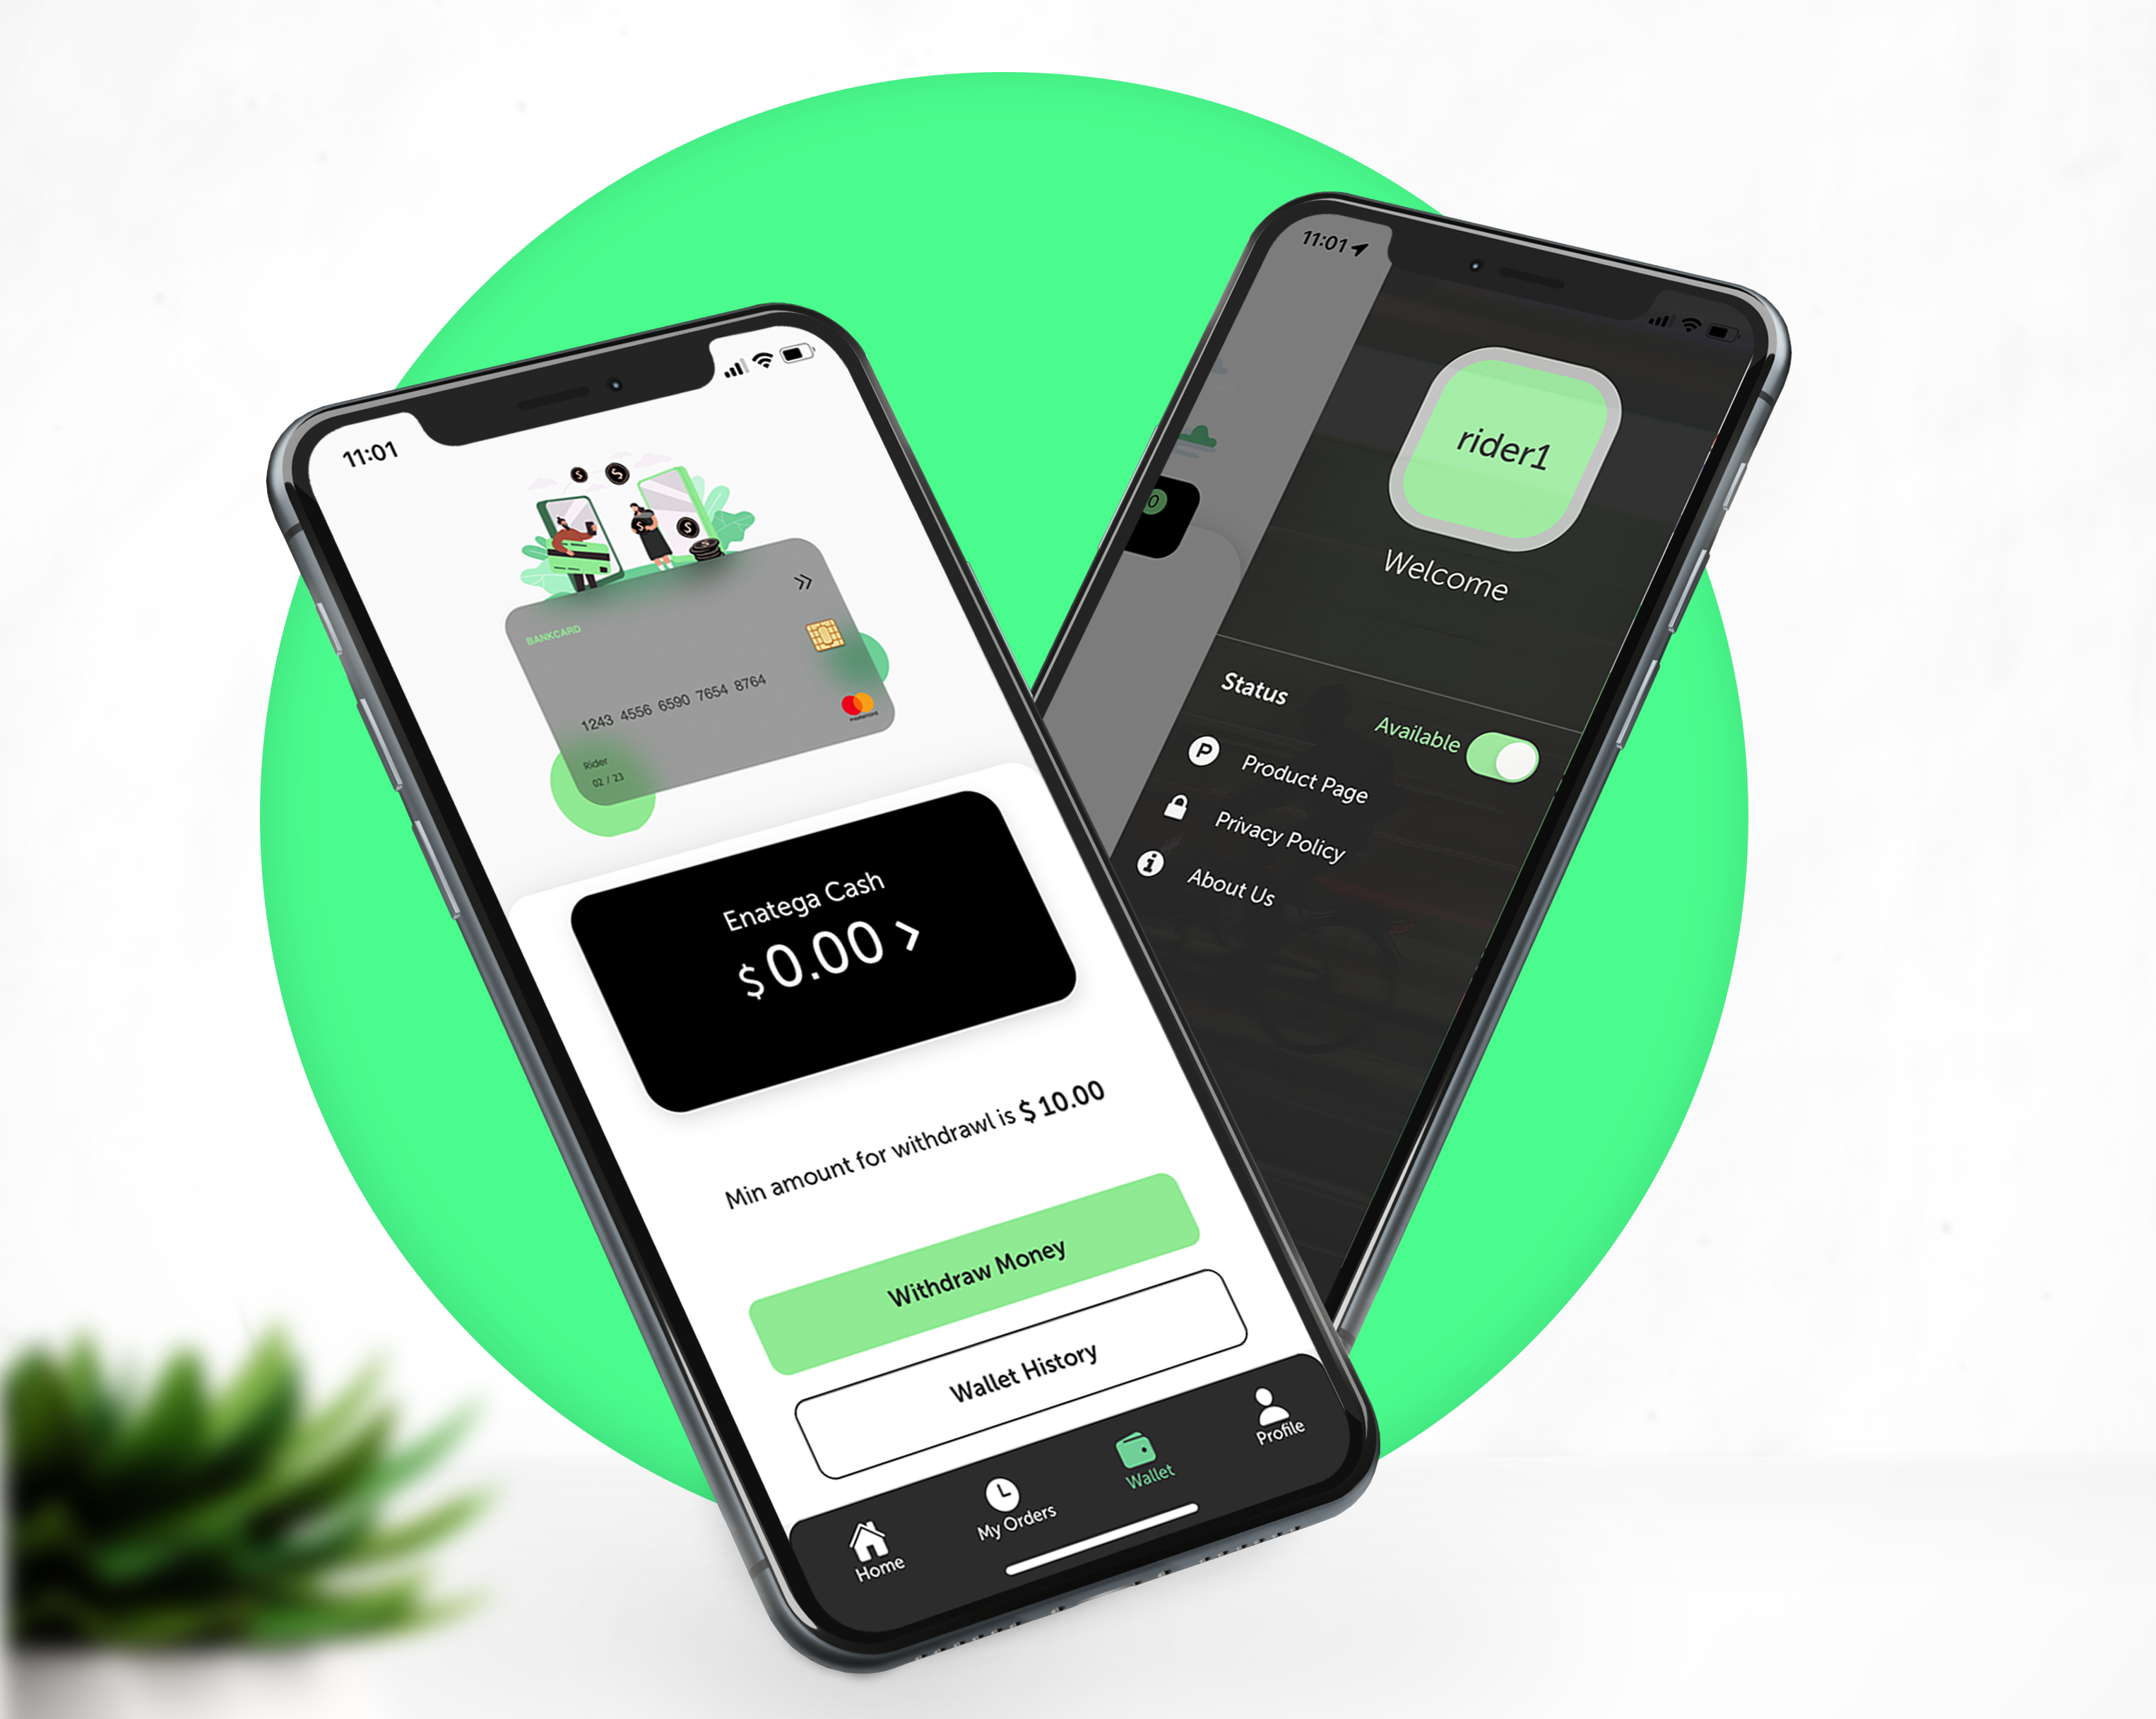 11:01
BANKCARD
1243 4556 6590 7654 8764
Rider
02 / 23
mastercard
Enatega Cash
$ 0.00 >
Min amount for withdrawl is $ 10.00
Withdraw Money
Wallet History
Home
My Orders
Wallet
Profile
11:01
0
rider1
Welcome
Status
Available
P
Product Page
Privacy Policy
i
About Us